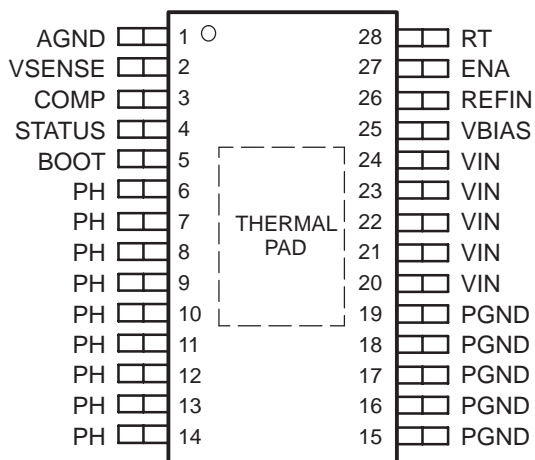 AGND 1 28 RT
VSENSE 2 27 ENA
COMP 3 26 REFIN
STATUS 4 25 VBIAS
BOOT 5 24 VIN
PH 6 23 VIN
PH 7 22 VIN
THERMAL
PH 8 21 VIN
PAD
PH 9 20 VIN
PH 10 19 PGND
PH 11 18 PGND
PH 12 17 PGND
PH 13 16 PGND
PH 14 15 PGND